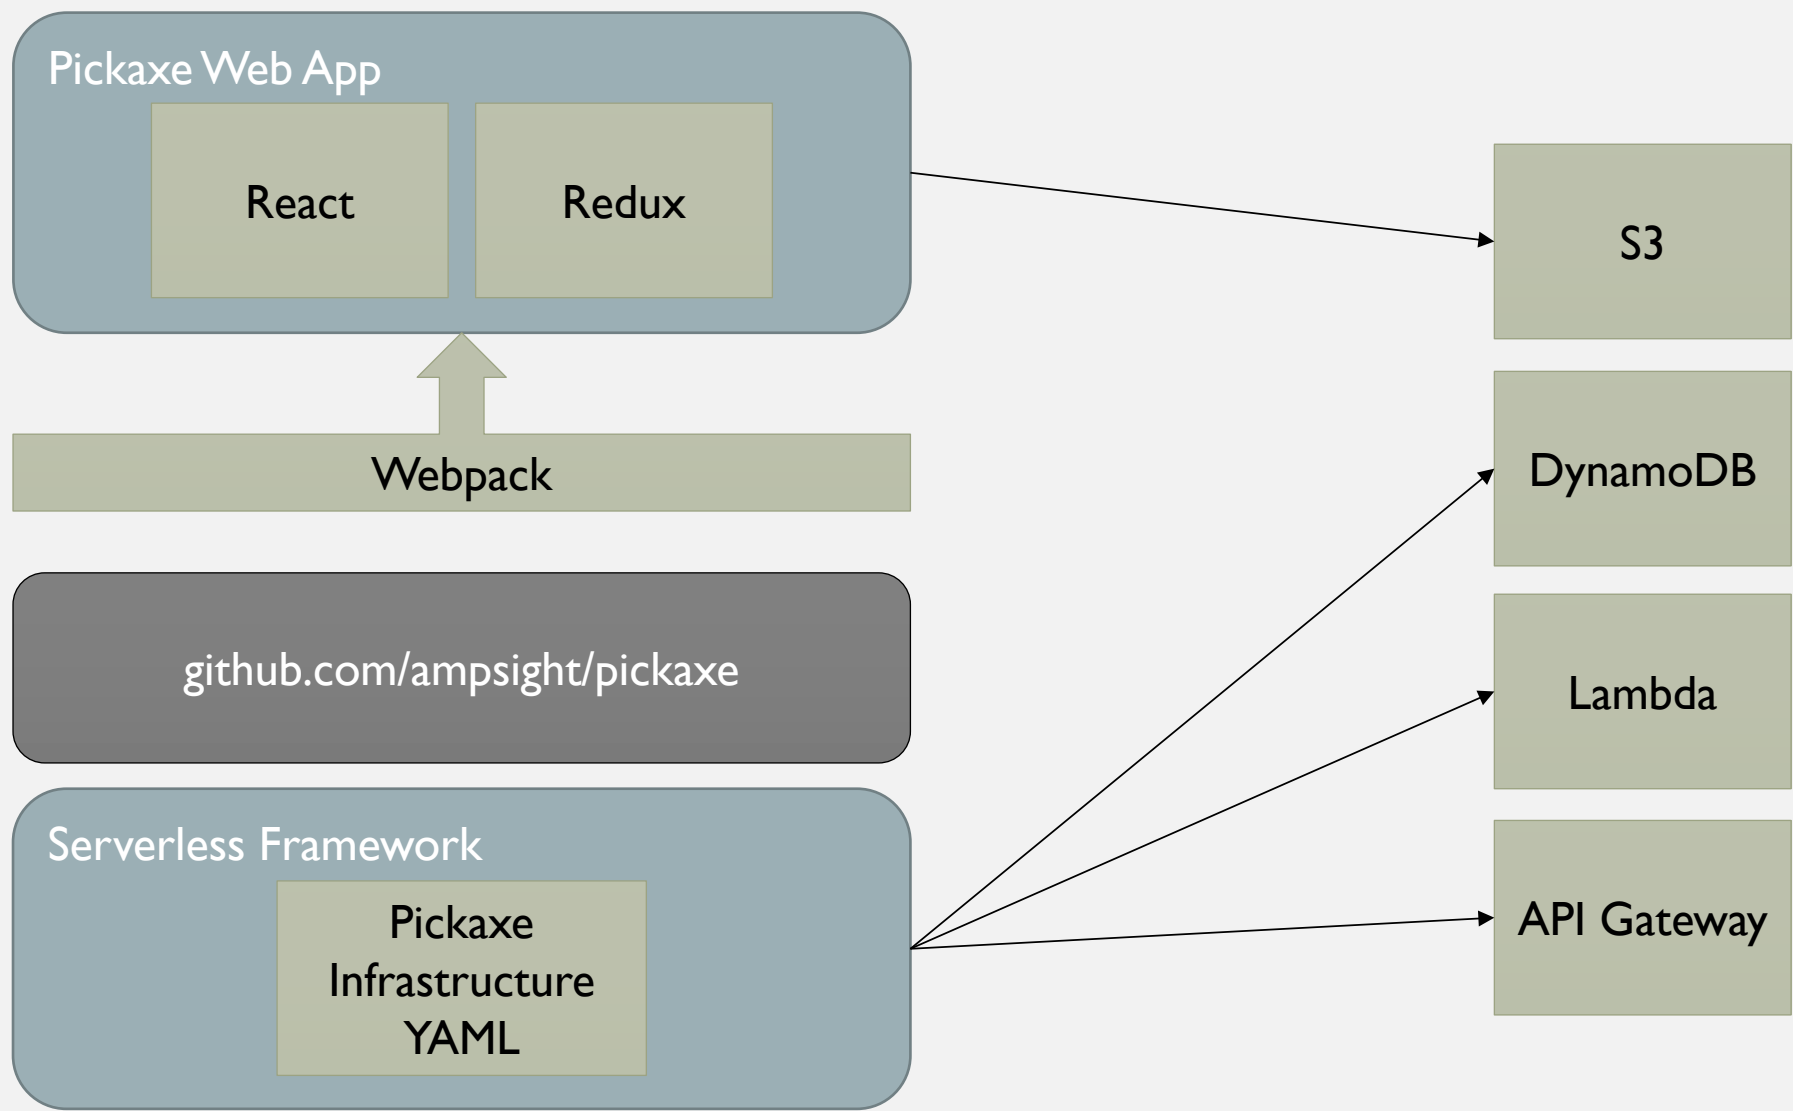 Pickaxe Web App
React
Redux
S3
Webpack
DynamoDB
github.com/ampsight/pickaxe
Lambda
Serverless Framework
Pickaxe
Infrastructure
YAML
API Gateway